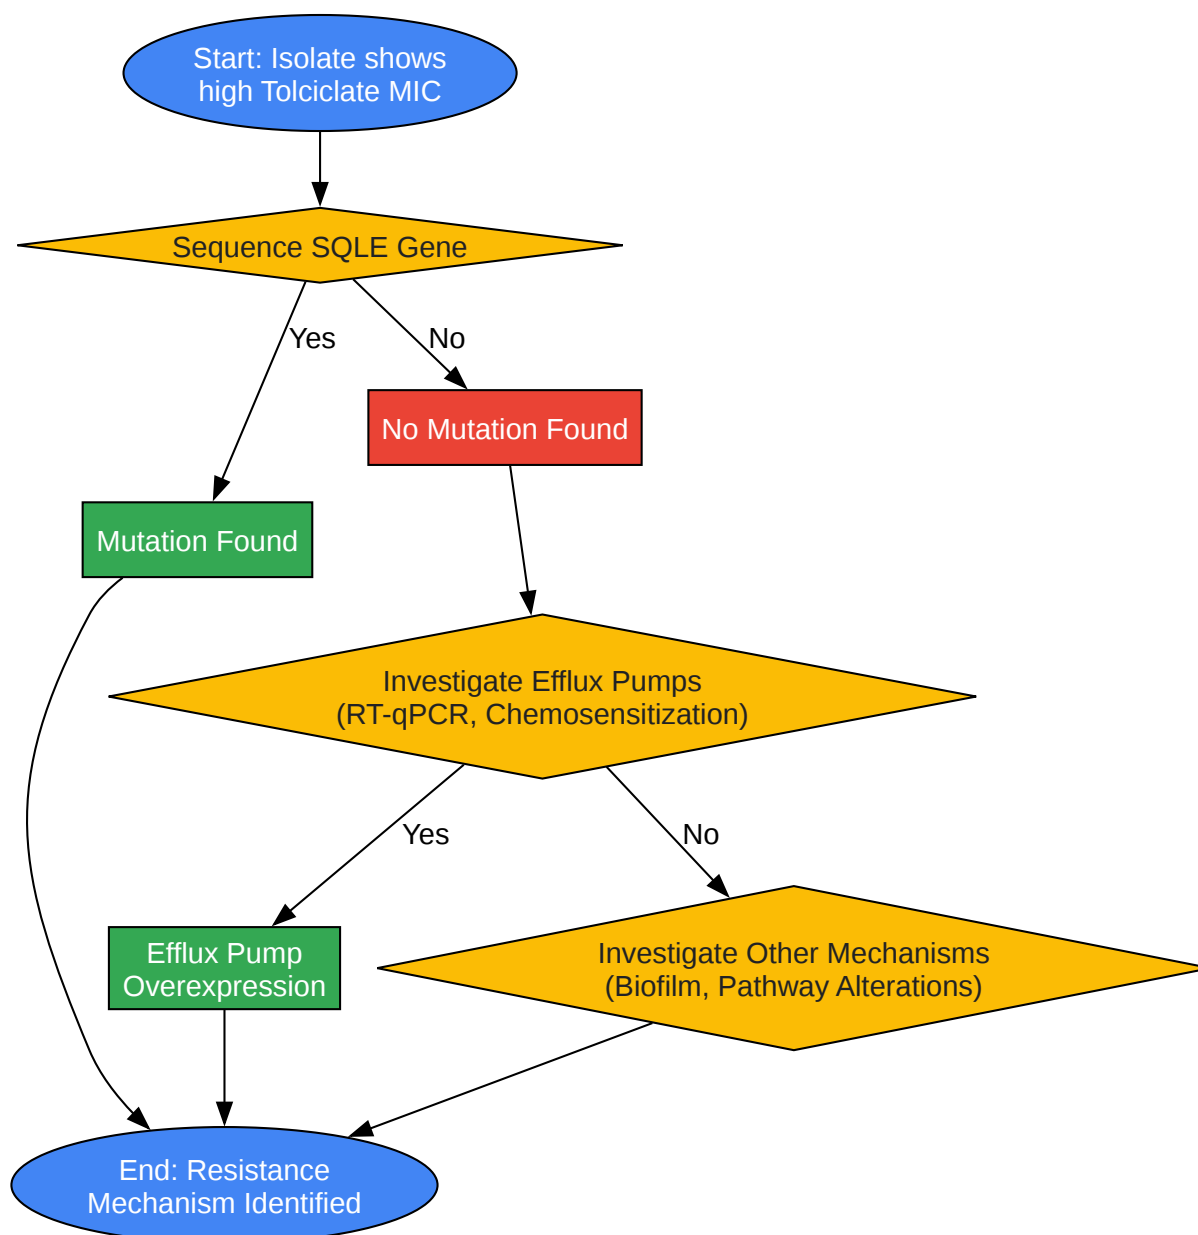 Start: Isolate shows
high Tolciclate MIC
Sequence SQLE Gene
Yes
No
No Mutation Found
Mutation Found
Investigate Efflux Pumps
(RT-qPCR, Chemosensitization)
Yes
No
Efflux Pump
Overexpression
Investigate Other Mechanisms
(Biofilm, Pathway Alterations)
End: Resistance
Mechanism Identified